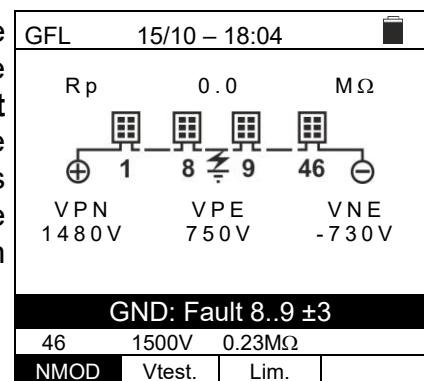 GFL 15/10 – 18:04
Rp 0.0 MΩ
1 8 9 46
VPN VPE VNE
1480V 750V -730V
GND: Fault 8..9 ±3
46 1500V 0.23MΩ
NMOD Vtest. Lim.